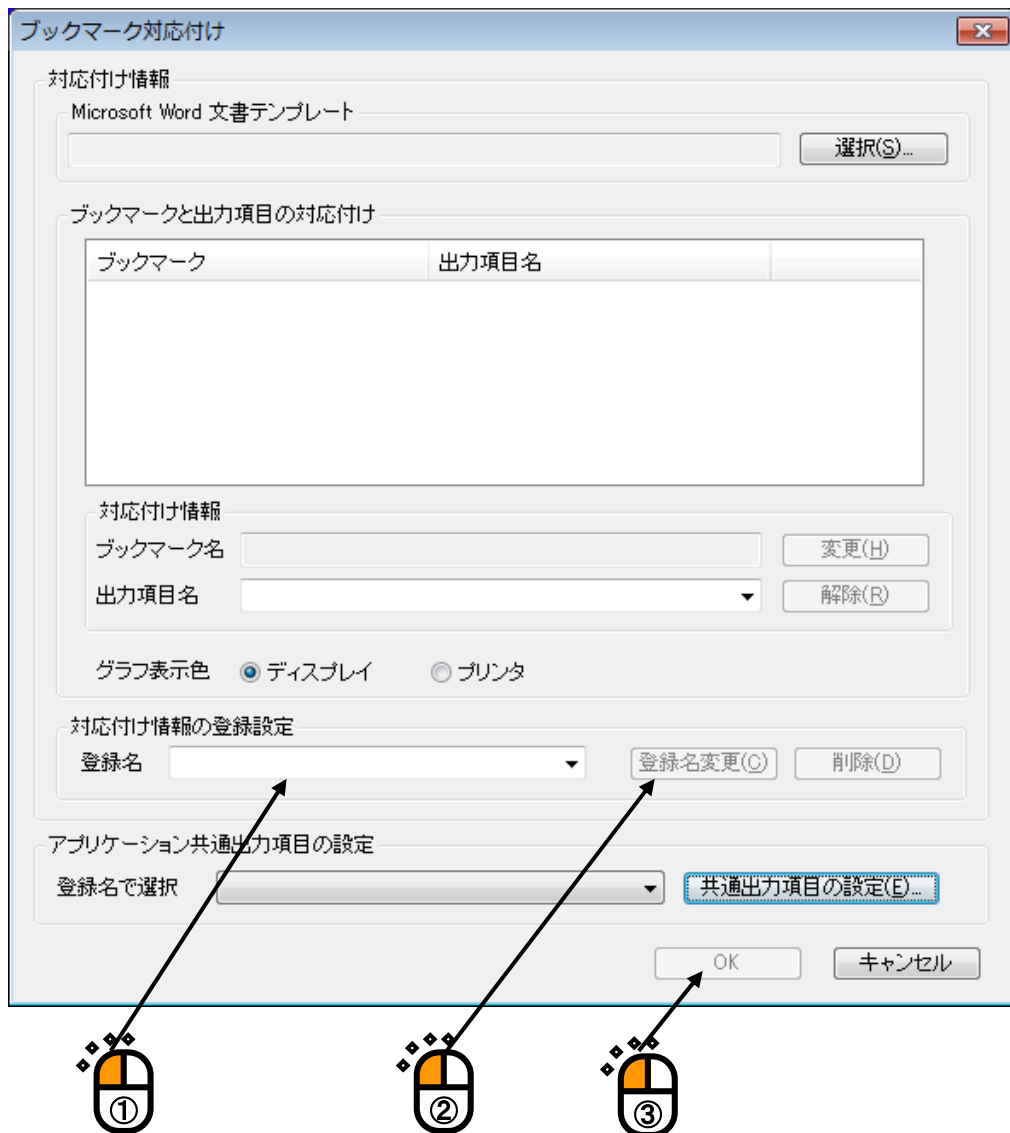 ブックマーク対応付け
対応付け情報
Microsoft Word 文書テンプレート
選択(S)...
ブックマークと出力項目の対応付け
ブックマーク 出力項目名
対応付け情報
ブックマーク名 変更(H)
出力項目名 解除(R)
グラフ表示色 ディスプレイ プリンタ
対応付け情報の登録設定
登録名 登録名変更(C) 削除(D)
アプリケーション共通出力項目の設定
登録名で選択 共通出力項目の設定(E)...
OK キャンセル
① ② ③